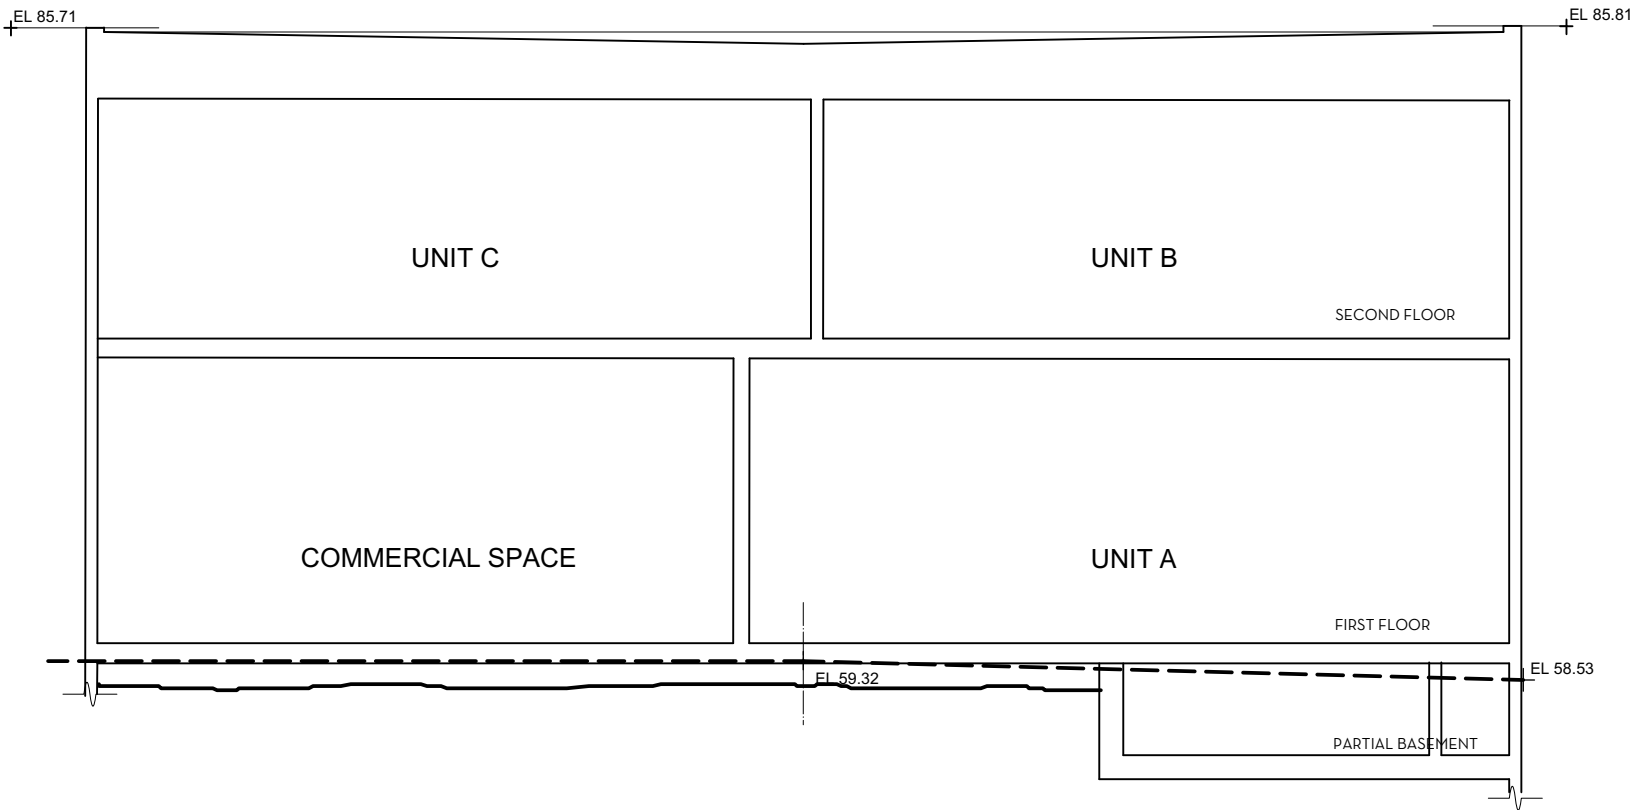 EL 85.71
EL 85.81
UNIT C
UNIT B
SECOND FLOOR
COMMERCIAL SPACE
UNIT A
FIRST FLOOR
EL 59.32
EL 58.53
PARTIAL BASEMENT